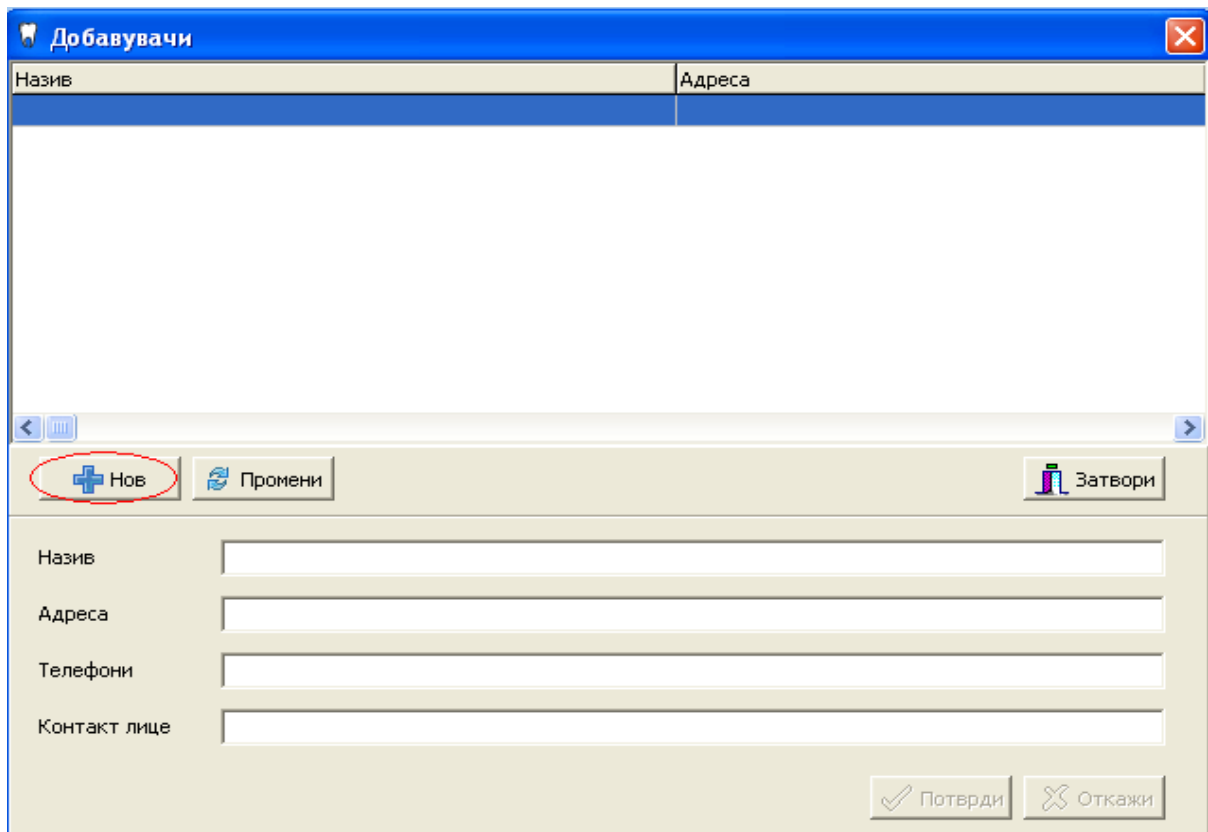 Добавувачи
Назив Адреса
Нов Промени Затвори
Назив
Адреса
Телефони
Контакт лице
Потврди Откажи